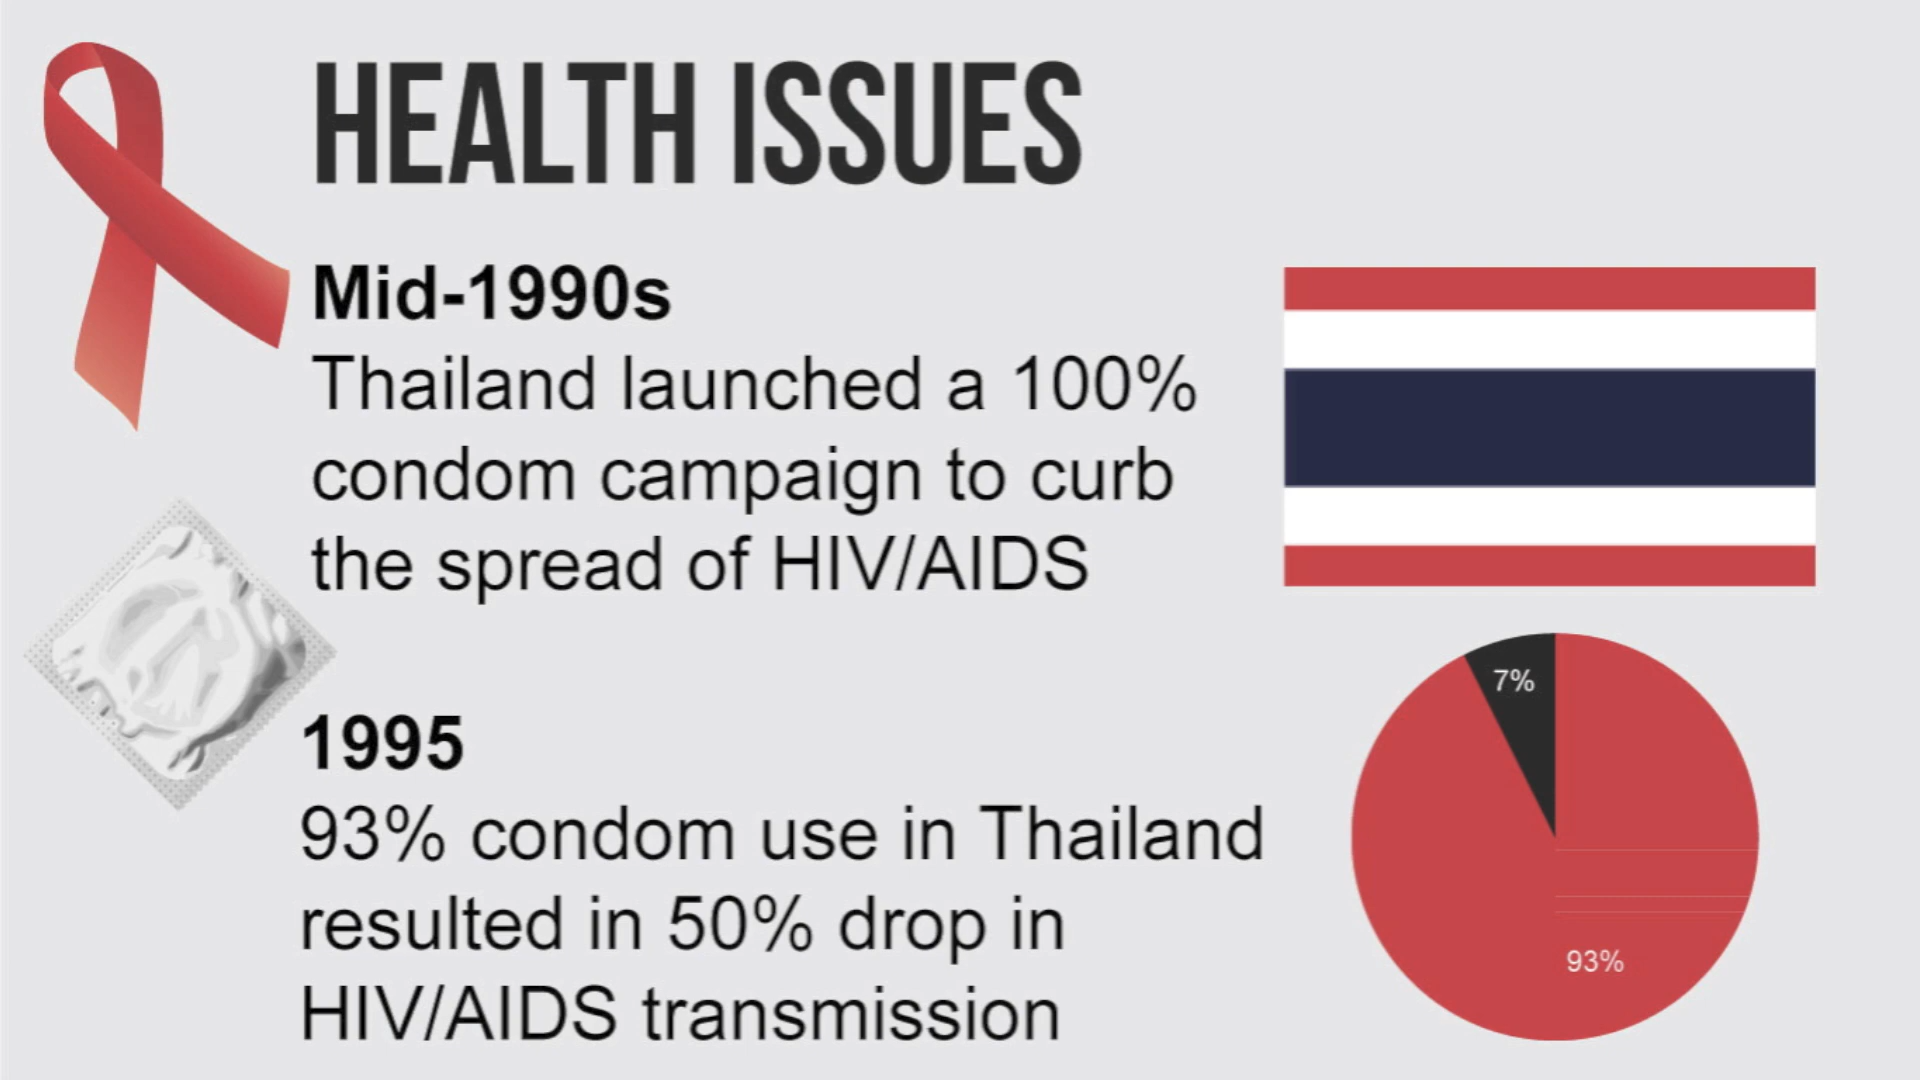 HEALTH ISSUES
Mid-1990s
Thailand launched a 100%
condom campaign to curb
the spread of HIV/AIDS
1995
93% condom use in Thailand
resulted in 50% drop in
HIV/AIDS transmission
7%
93%